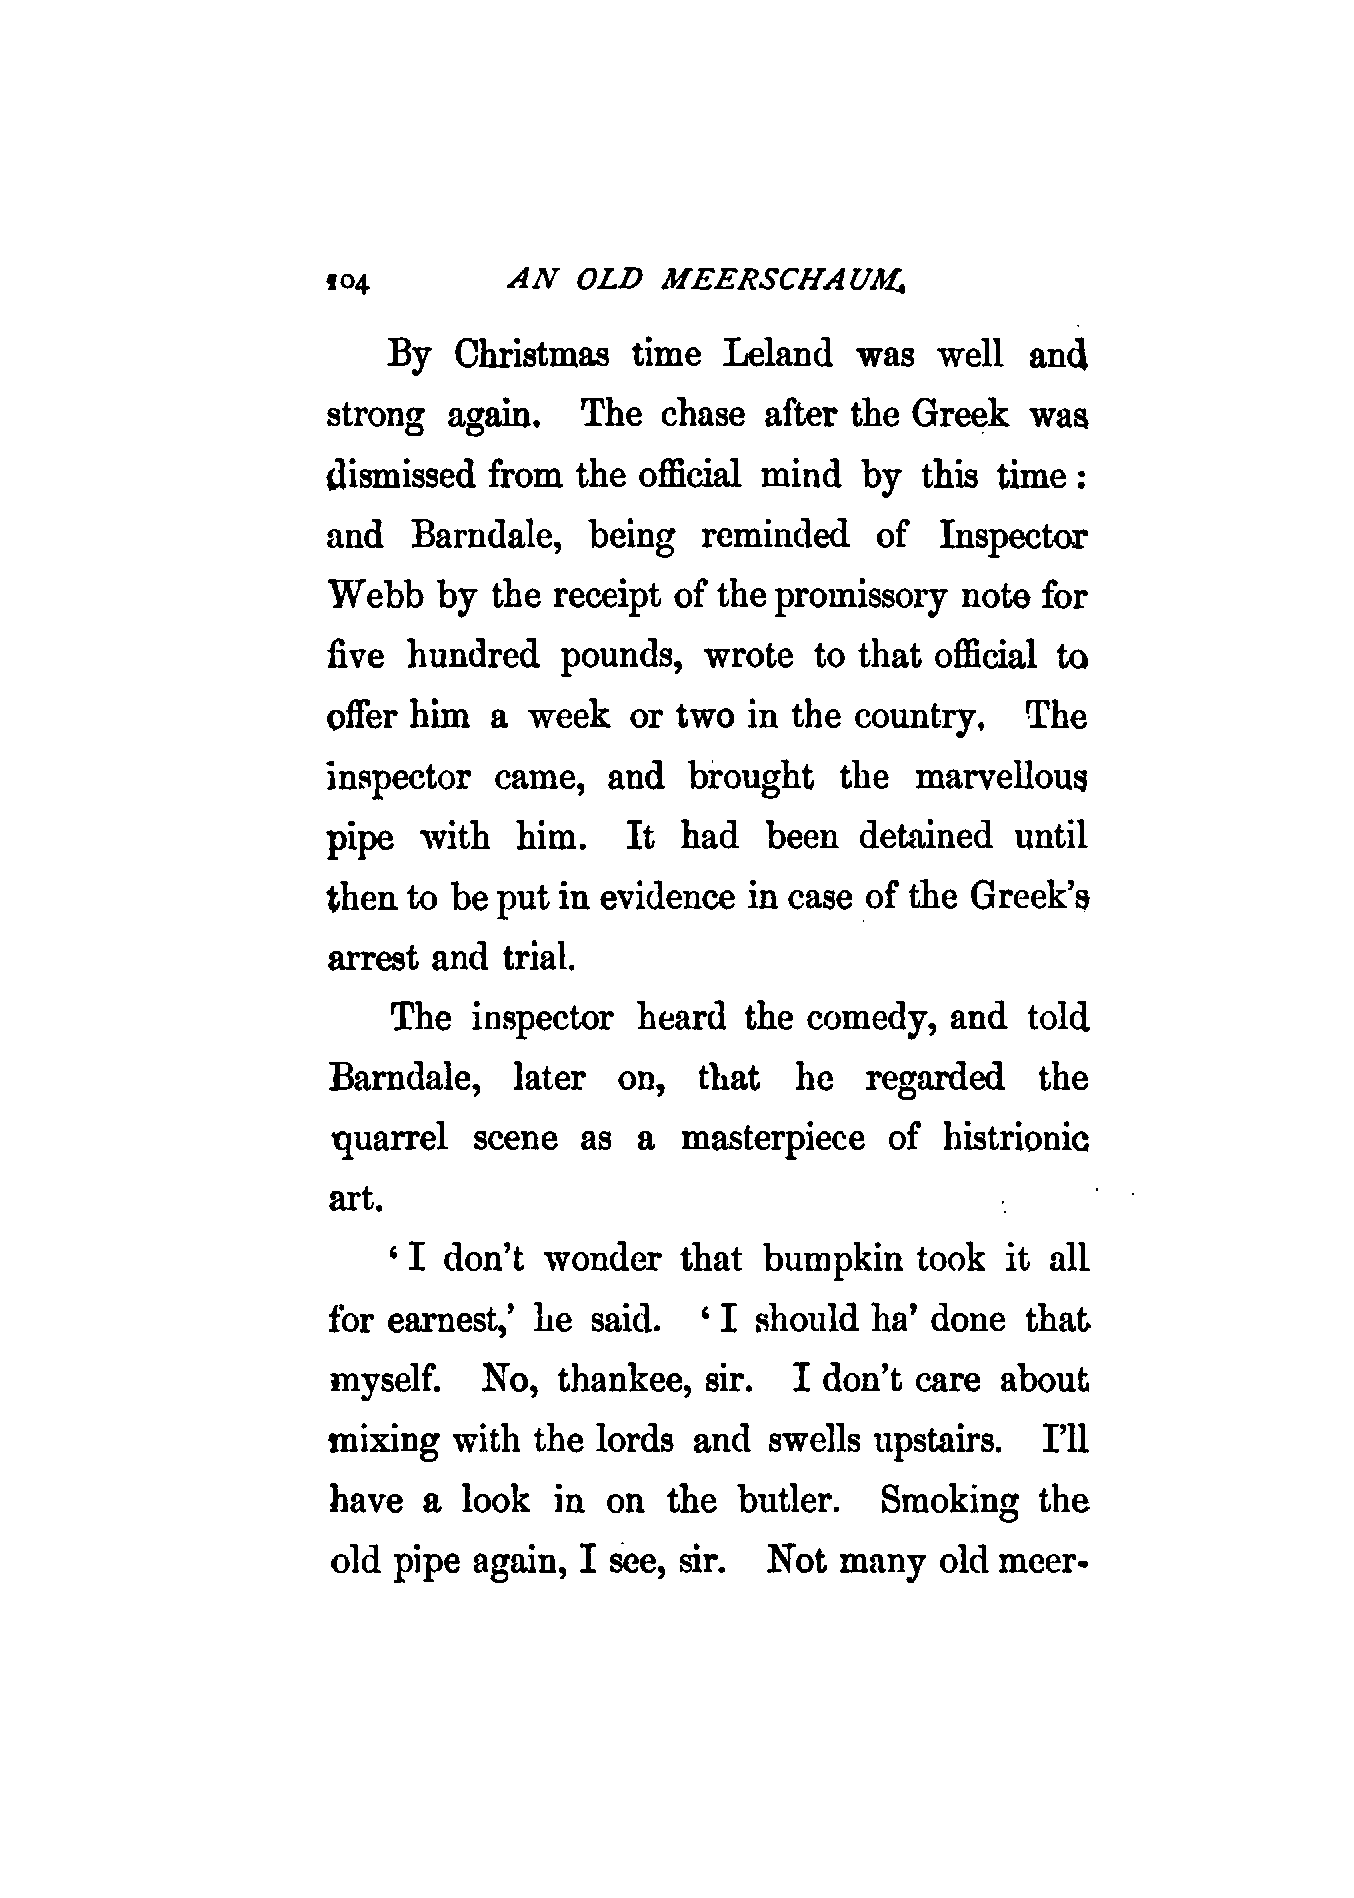 104 AN OLD MEERSCHAUM.
By Christmas time Leland was well and
strong again. The chase after the Greek was
dismissed from the official mind by this time :
and Barndale, being reminded of Inspector
Webb by the receipt of the promissory note for
five hundred pounds, wrote to that official to
offer him a week or two in the country. The
inspector came, and brought the marvellous
pipe with him. It had been detained until
then to be put in evidence in case of the Greek's
arrest and trial.
The inspector heard the comedy, and told
Barndale, later on, that he regarded the
quarrel scene as a masterpiece of histrionic
art.
‘ I don't wonder that bumpkin took it all
for earnest,’ he said. ‘ I should ha’ done that
myself. No, thankee, sir. I don't care about
mixing with the lords and swells upstairs. I'll
have a look in on the butler. Smoking the
old pipe again, I see, sir. Not many old meer-